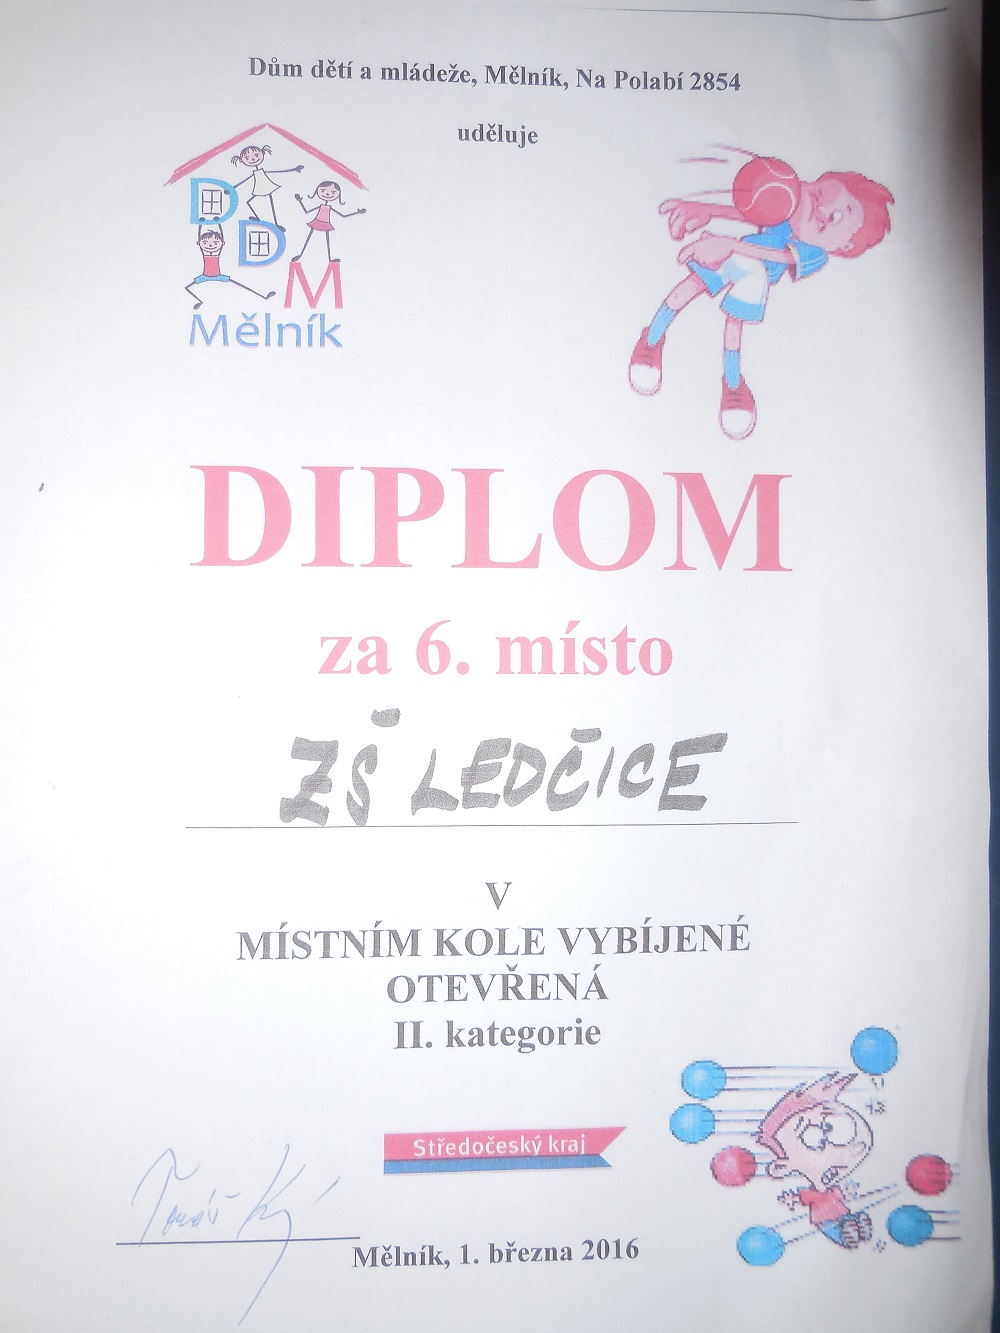 Dům dětí a mládeže, Mělník, Na Polabí 2854
uděluje
DDM
Mělník
DIPLOM
za 6. místo
ZŠ LEDČICE
V
MÍSTNÍM KOLE VYBÍJENÉ
OTEVŘENÁ
II. kategorie
Středočeský kraj
Mělník, 1. března 2016